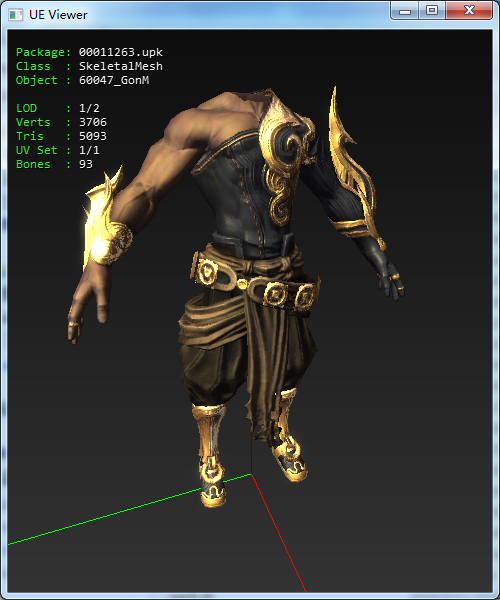 UE Viewer
Package: 00011263.upk
Class : SkeletalMesh
Object : 60047_GonM
LOD : 1/2
Verts : 3706
Tris : 5093
UV Set : 1/1
Bones : 93